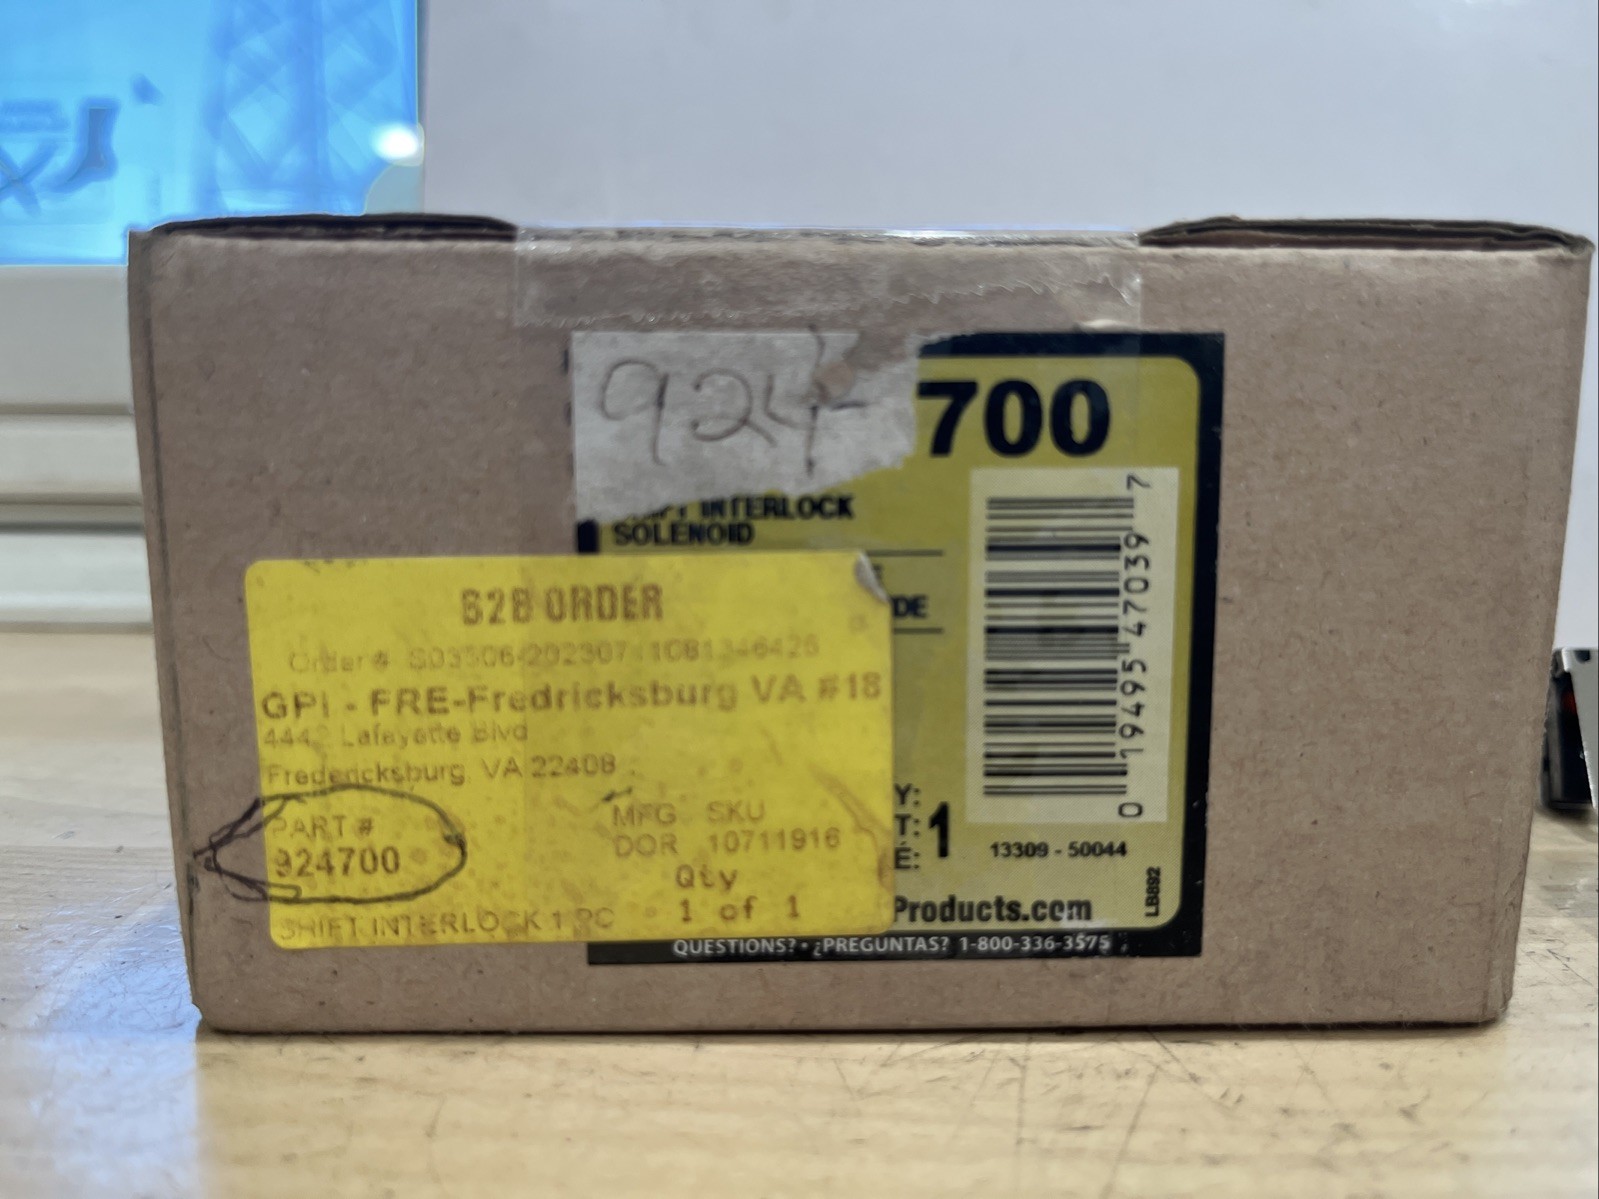 924-
700
INTERLOCK
SOLENOID
DE
B2B ORDER
Order#
GPI - FRE-Fredricksburg VA #18
Lafayette Blvd
Fredericksburg, VA 22408
PART #
924700
MFG SKU
DOR 10711916
Qty
1 of 1
SHIFT INTERLOCK 1 PC
0 19495 47039 7
Y:
T: 1
É:
13309 - 50044
LB892
Products.com
QUESTIONS? • ¿PREGUNTAS? 1-800-336-3575